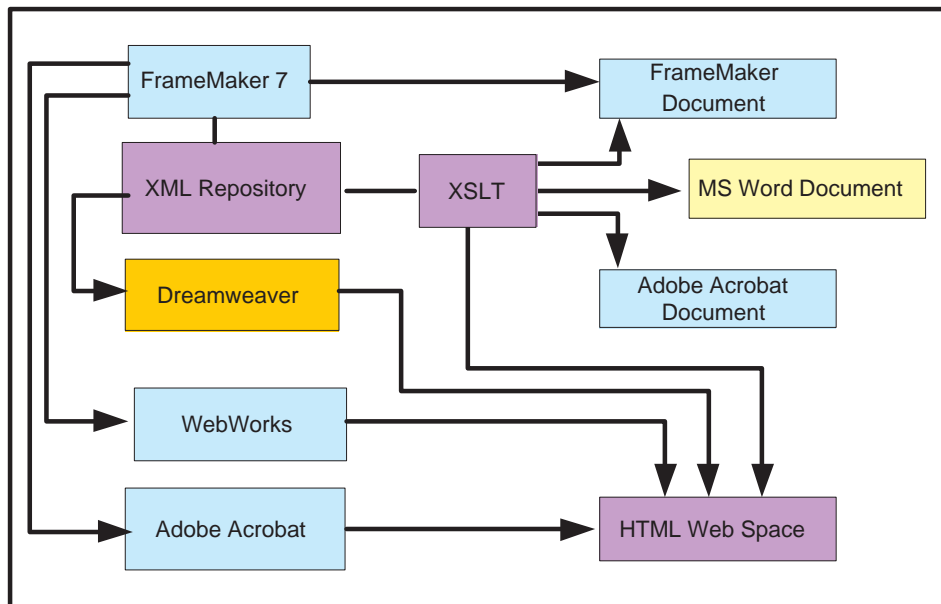 FrameMaker 7
FrameMaker
Document
XML Repository
XSLT
MS Word Document
Dreamweaver
Adobe Acrobat
Document
WebWorks
Adobe Acrobat
HTML Web Space